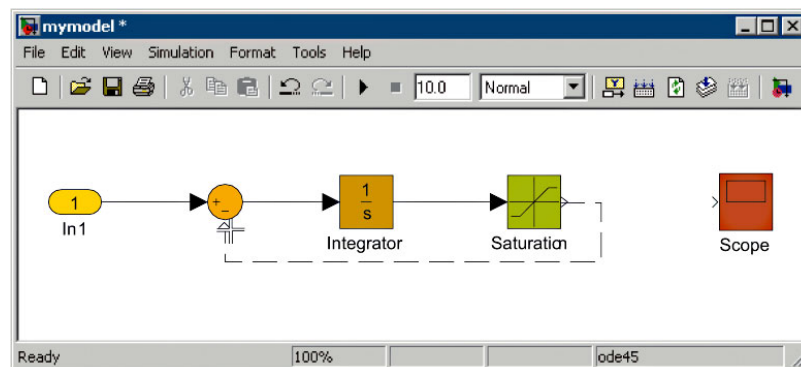 mymodel *
File Edit View Simulation Format Tools Help
10.0 Normal
1
In1
+
-
1
s
Integrator
Saturation
Scope
Ready 100% ode45